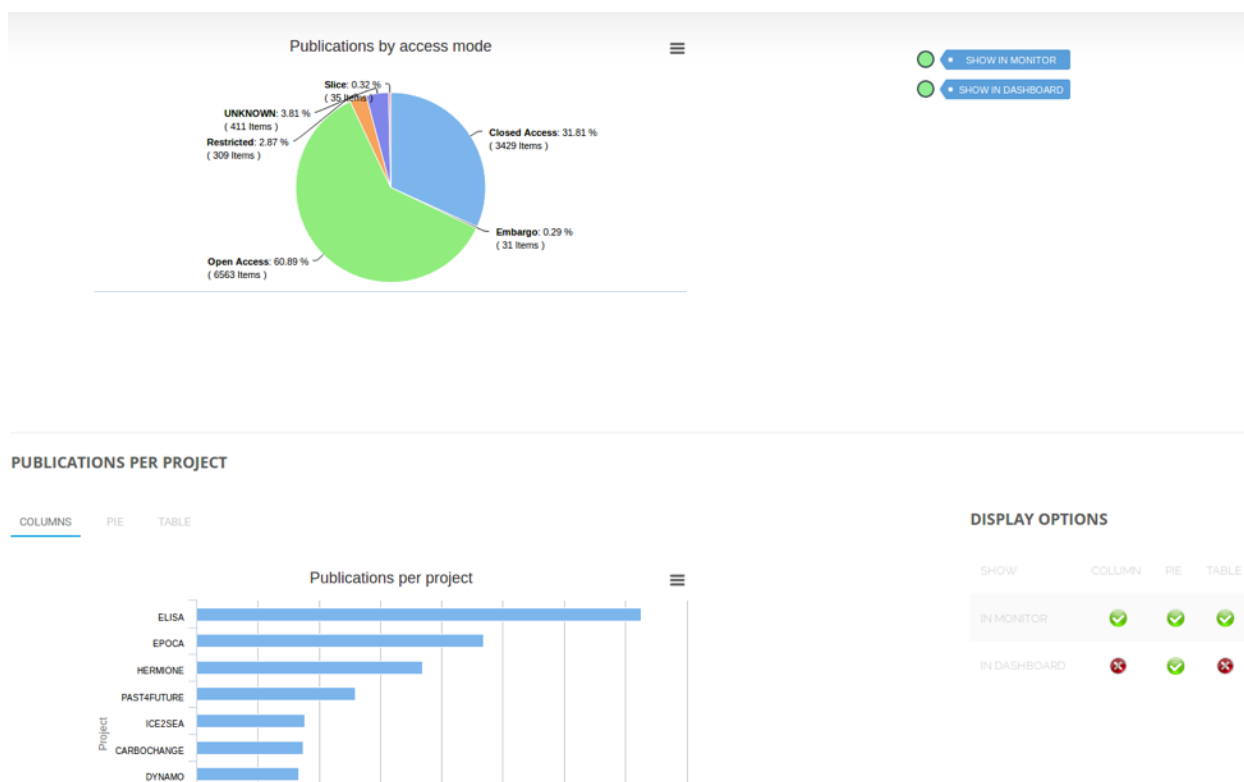 Publications by access mode
SHOW IN MONITOR
SHOW IN DASHBOARD
Slice: 0.32 %
( 35 Items )
UNKNOWN: 3.81 %
( 411 Items )
Restricted: 2.87 %
( 309 Items )
Closed Access: 31.81 %
( 3429 Items )
Embargo: 0.29 %
( 31 Items )
Open Access: 60.89 %
( 6563 Items )
PUBLICATIONS PER PROJECT
COLUMNS PIE TABLE
Publications per project
Project
ELISA
EPOCA
HERMIONE
PAST4FUTURE
ICE2SEA
CARBOCHANGE
DYNAMO
DISPLAY OPTIONS
SHOW COLUMN PIE TABLE
IN MONITOR
IN DASHBOARD